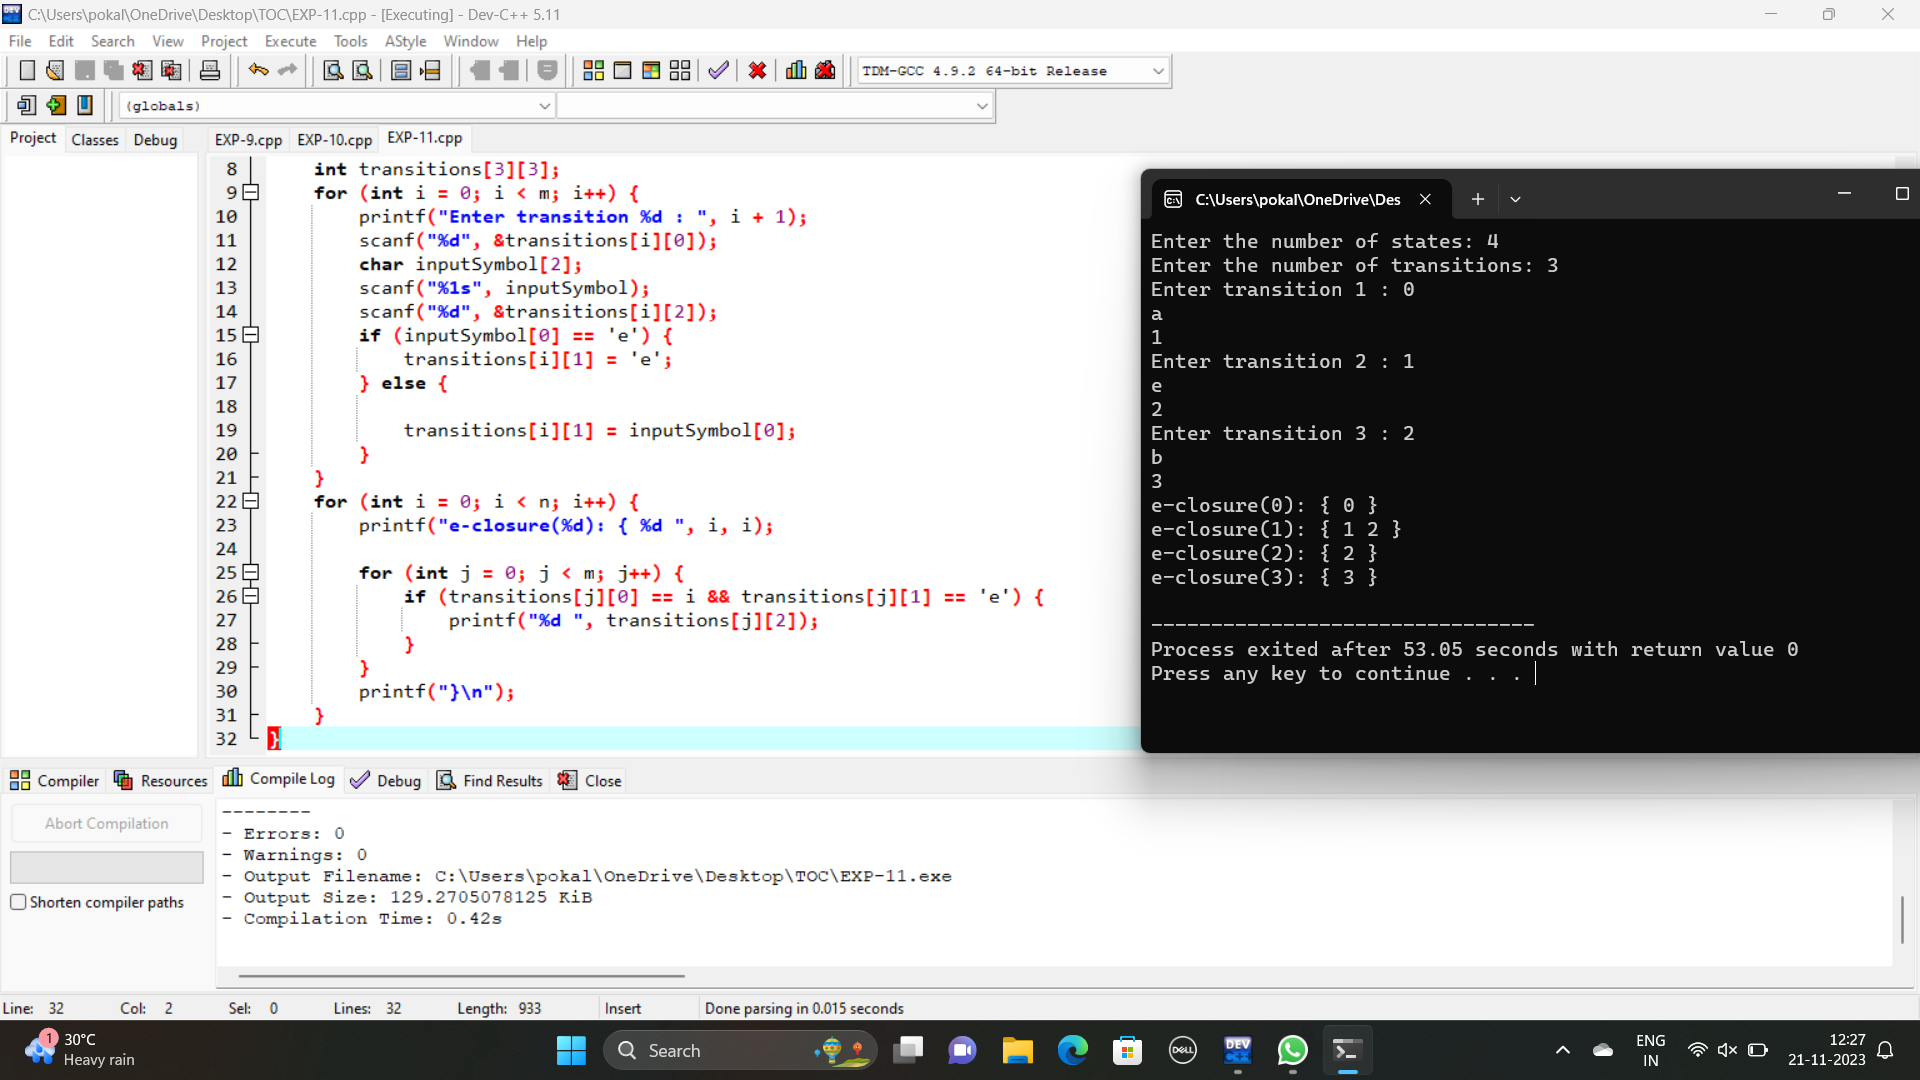 C:\Users\pokal\OneDrive\Desktop\TOC\EXP-11.cpp - [Executing] - Dev-C++ 5.11
File Edit Search View Project Execute Tools AStyle Window Help
TDM-GCC 4.9.2 64-bit Release
(globals)
Project Classes Debug
EXP-9.cpp EXP-10.cpp EXP-11.cpp
8 int transitions[3][3];
9 for (int i = 0; i < m; i++) {
10 printf("Enter transition %d : ", i + 1);
11 scanf("%d", &transitions[i][0]);
12 char inputSymbol[2];
13 scanf("%1s", inputSymbol);
14 scanf("%d", &transitions[i][2]);
15 if (inputSymbol[0] == 'e') {
16 transitions[i][1] = 'e';
17 } else {
18
19 transitions[i][1] = inputSymbol[0];
20 }
21 }
22 for (int i = 0; i < n; i++) {
23 printf("e-closure(%d): { %d ", i, i);
24
25 for (int j = 0; j < m; j++) {
26 if (transitions[j][0] == i && transitions[j][1] == 'e') {
27 printf("%d ", transitions[j][2]);
28 }
29 }
30 printf("}\n");
31 }
32 }
C:\Users\pokal\OneDrive\Des
Enter the number of states: 4
Enter the number of transitions: 3
Enter transition 1 : 0
a
1
Enter transition 2 : 1
e
2
Enter transition 3 : 2
b
3
e-closure(0): { 0 }
e-closure(1): { 1 2 }
e-closure(2): { 2 }
e-closure(3): { 3 }
--------------------------------
Process exited after 53.05 seconds with return value 0
Press any key to continue . . .
Compiler Resources Compile Log Debug Find Results Close
Abort Compilation
Shorten compiler paths
--------
- Errors: 0
- Warnings: 0
- Output Filename: C:\Users\pokal\OneDrive\Desktop\TOC\EXP-11.exe
- Output Size: 129.2705078125 KiB
- Compilation Time: 0.42s
Line: 32 Col: 2 Sel: 0 Lines: 32 Length: 933 Insert Done parsing in 0.015 seconds
1
30°C
Heavy rain
Search
DELL
DEV
C++
ENG
IN
12:27
21-11-2023